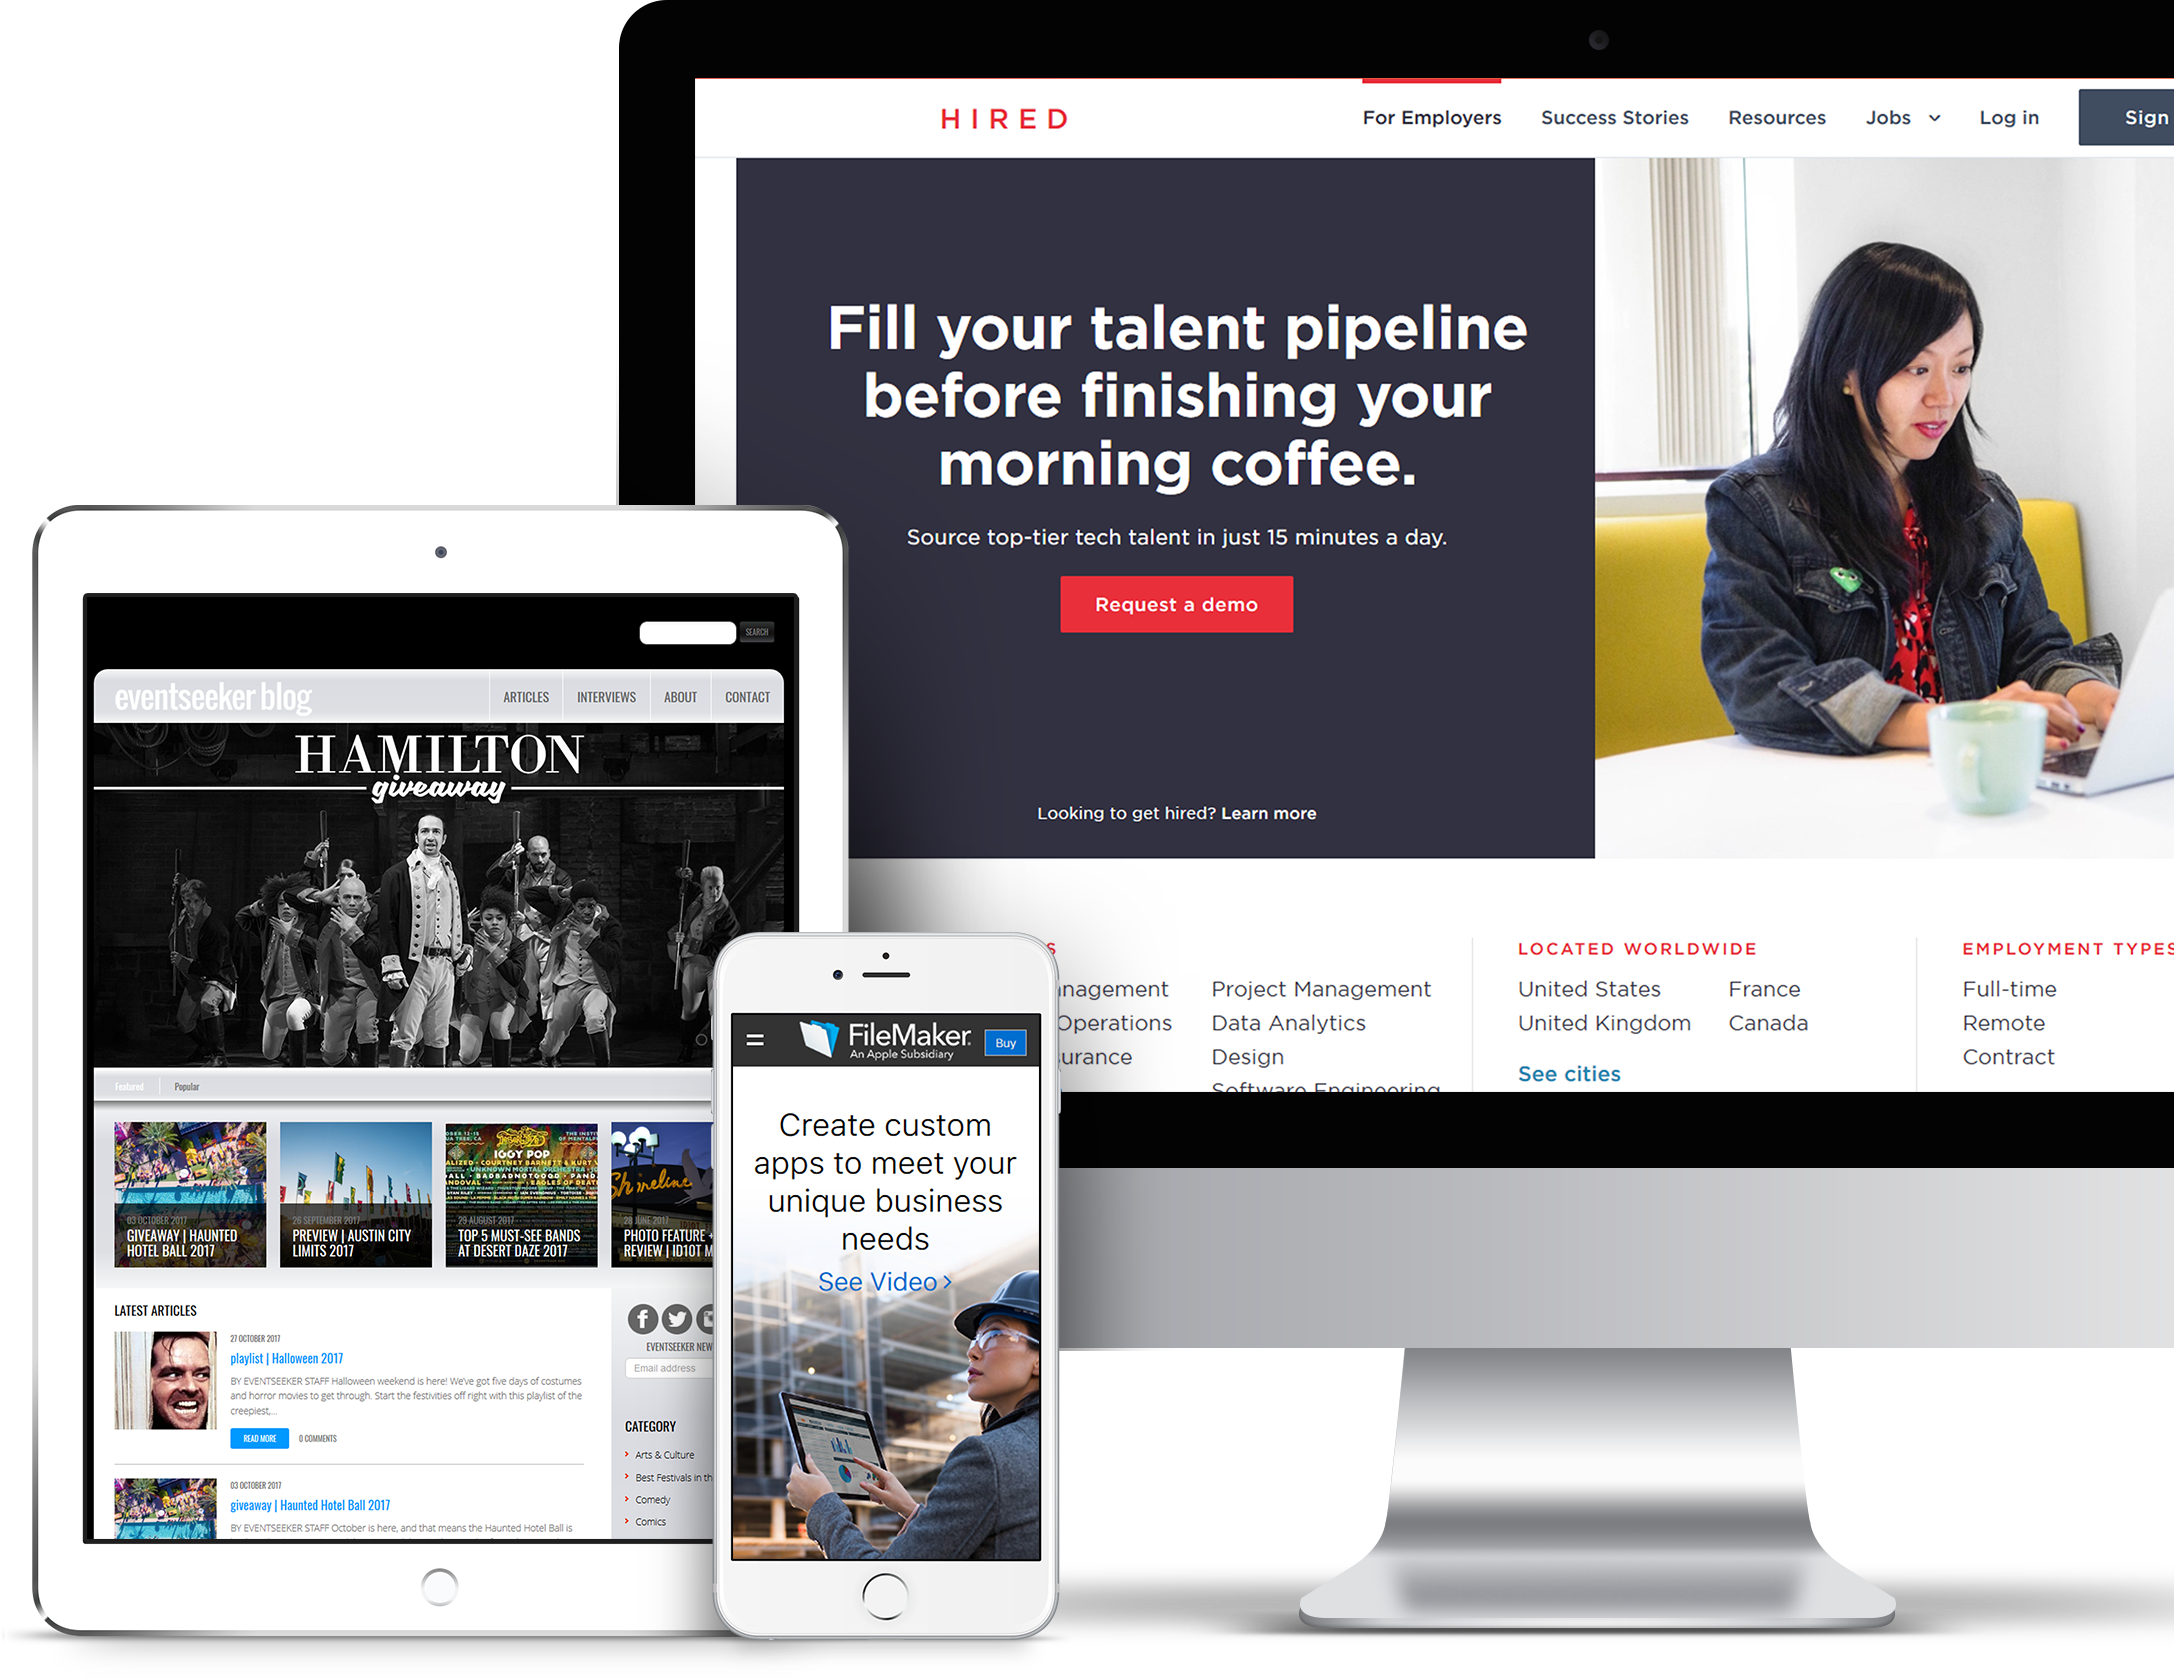 HIRED
For Employers
Success Stories
Resources
Jobs
Log in
Sign
Fill your talent pipeline
before finishing your
morning coffee.
Source top-tier tech talent in just 15 minutes a day.
Request a demo
Looking to get hired? Learn more
S
nagement
Operations
urance
Project Management
Data Analytics
Design
Software Engineering
LOCATED WORLDWIDE
United States
France
United Kingdom
Canada
See cities
EMPLOYMENT TYPES
Full-time
Remote
Contract
SEARCH
eventseeker blog
ARTICLES
INTERVIEWS
ABOUT
CONTACT
HAMILTON
giveaway
Featured
Popular
03 OCTOBER 2017
GIVEAWAY | HAUNTED
HOTEL BALL 2017
26 SEPTEMBER 2017
PREVIEW | AUSTIN CITY
LIMITS 2017
IGGY POP
29 AUGUST 2017
TOP 5 MUST-SEE BANDS
AT DESERT DAZE 2017
Shoreline
28 JUNE 2017
PHOTO FEATURE +
REVIEW | ID10T M
LATEST ARTICLES
27 OCTOBER 2017
playlist | Halloween 2017
BY EVENTSEEKER STAFF Halloween weekend is here! We've got five days of costumes
and horror movies to get through. Start the festivities off right with this playlist of the
creepiest,...
READ MORE
0 COMMENTS
03 OCTOBER 2017
giveaway | Haunted Hotel Ball 2017
BY EVENTSEEKER STAFF October is here, and that means the Haunted Hotel Ball is
EVENTSEEKER NEW
Email address
CATEGORY
Arts & Culture
Best Festivals in th
Comedy
Comics
FileMaker
An Apple Subsidiary
Buy
Create custom
apps to meet your
unique business
needs
See Video >